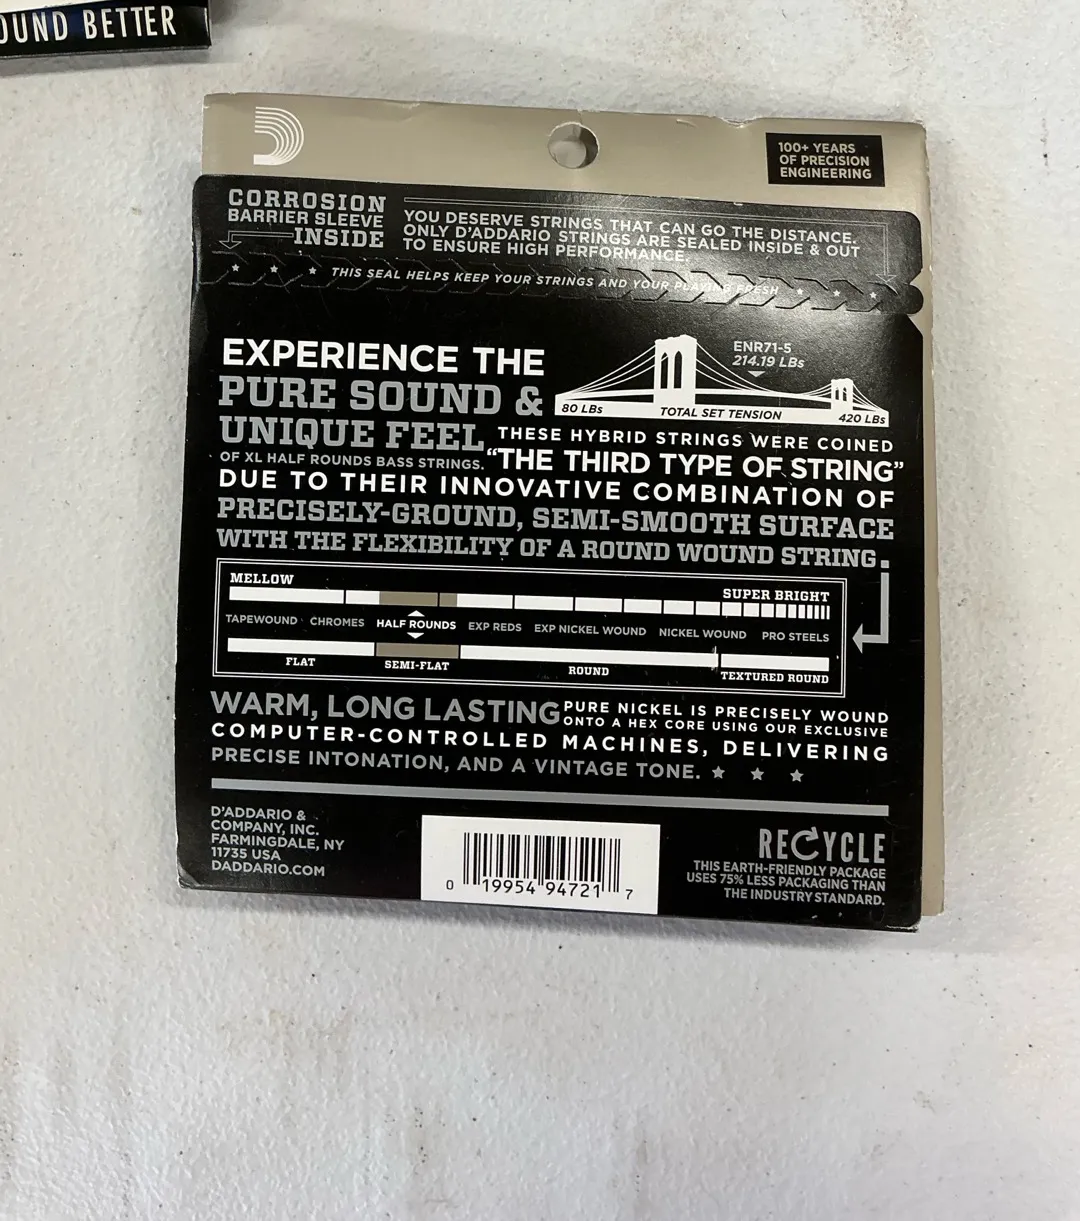 OUND BETTER
100+ YEARS
OF PRECISION
ENGINEERING
CORROSION
BARRIER SLEEVE
INSIDE
YOU DESERVE STRINGS THAT CAN GO THE DISTANCE.
ONLY D'ADDARIO STRINGS ARE SEALED INSIDE & OUT
TO ENSURE HIGH PERFORMANCE.
THIS SEAL HELPS KEEP YOUR STRINGS AND YOUR PLAYING FRESH
EXPERIENCE THE
PURE SOUND &
UNIQUE FEEL
OF XL HALF ROUNDS BASS STRINGS.
ENR71-5
214.19 LBs
80 LBs
TOTAL SET TENSION
420 LBs
THESE HYBRID STRINGS WERE COINED
"THE THIRD TYPE OF STRING"
DUE TO THEIR INNOVATIVE COMBINATION OF
PRECISELY-GROUND, SEMI-SMOOTH SURFACE
WITH THE FLEXIBILITY OF A ROUND WOUND STRING.
MELLOW
SUPER BRIGHT
TAPEWOUND CHROMES HALF ROUNDS EXP REDS EXP NICKEL WOUND NICKEL WOUND PRO STEELS
FLAT SEMI-FLAT ROUND TEXTURED ROUND
WARM, LONG LASTING
PURE NICKEL IS PRECISELY WOUND
ONTO A HEX CORE USING OUR EXCLUSIVE
COMPUTER-CONTROLLED MACHINES, DELIVERING
PRECISE INTONATION, AND A VINTAGE TONE.
D'ADDARIO &
COMPANY, INC.
FARMINGDALE, NY
11735 USA
DADDARIO.COM
0 19954 94721 7
RECYCLE
THIS EARTH-FRIENDLY PACKAGE
USES 75% LESS PACKAGING THAN
THE INDUSTRY STANDARD.